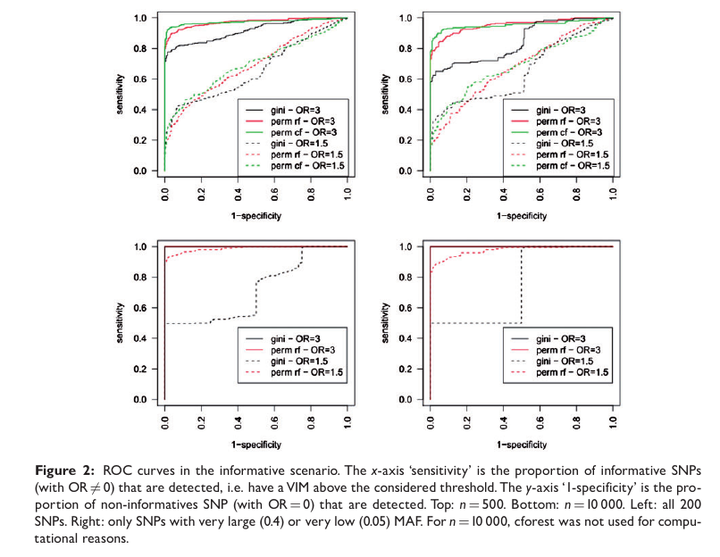 1.0
0.8
0.6
0.4
0.2
0.0
sensitivity
gini – OR=3
perm rf – OR=3
perm cf – OR=3
gini – OR=1.5
perm rf – OR=1.5
perm cf – OR=1.5
0.0 0.2 0.4 0.6 0.8 1.0
1–specificity
1.0
0.8
0.6
0.4
0.2
0.0
sensitivity
gini – OR=3
perm rf – OR=3
perm cf – OR=3
gini – OR=1.5
perm rf – OR=1.5
perm cf – OR=1.5
0.0 0.2 0.4 0.6 0.8 1.0
1–specificity
1.0
0.8
0.6
0.4
0.2
0.0
sensitivity
gini – OR=3
perm rf – OR=3
gini – OR=1.5
perm rf – OR=1.5
0.0 0.2 0.4 0.6 0.8 1.0
1–specificity
1.0
0.8
0.6
0.4
0.2
0.0
sensitivity
gini – OR=3
perm rf – OR=3
gini – OR=1.5
perm rf – OR=1.5
0.0 0.2 0.4 0.6 0.8 1.0
1–specificity
Figure 2: ROC curves in the informative scenario. The x-axis ‘sensitivity’ is the proportion of informative SNPs
(with OR ≠ 0) that are detected, i.e. have a VIM above the considered threshold. The y-axis ‘1-specificity’ is the pro-
portion of non-informatives SNP (with OR = 0) that are detected. Top: n = 500. Bottom: n = 10 000. Left: all 200
SNPs. Right: only SNPs with very large (0.4) or very low (0.05) MAF. For n = 10 000, cforest was not used for compu-
tational reasons.